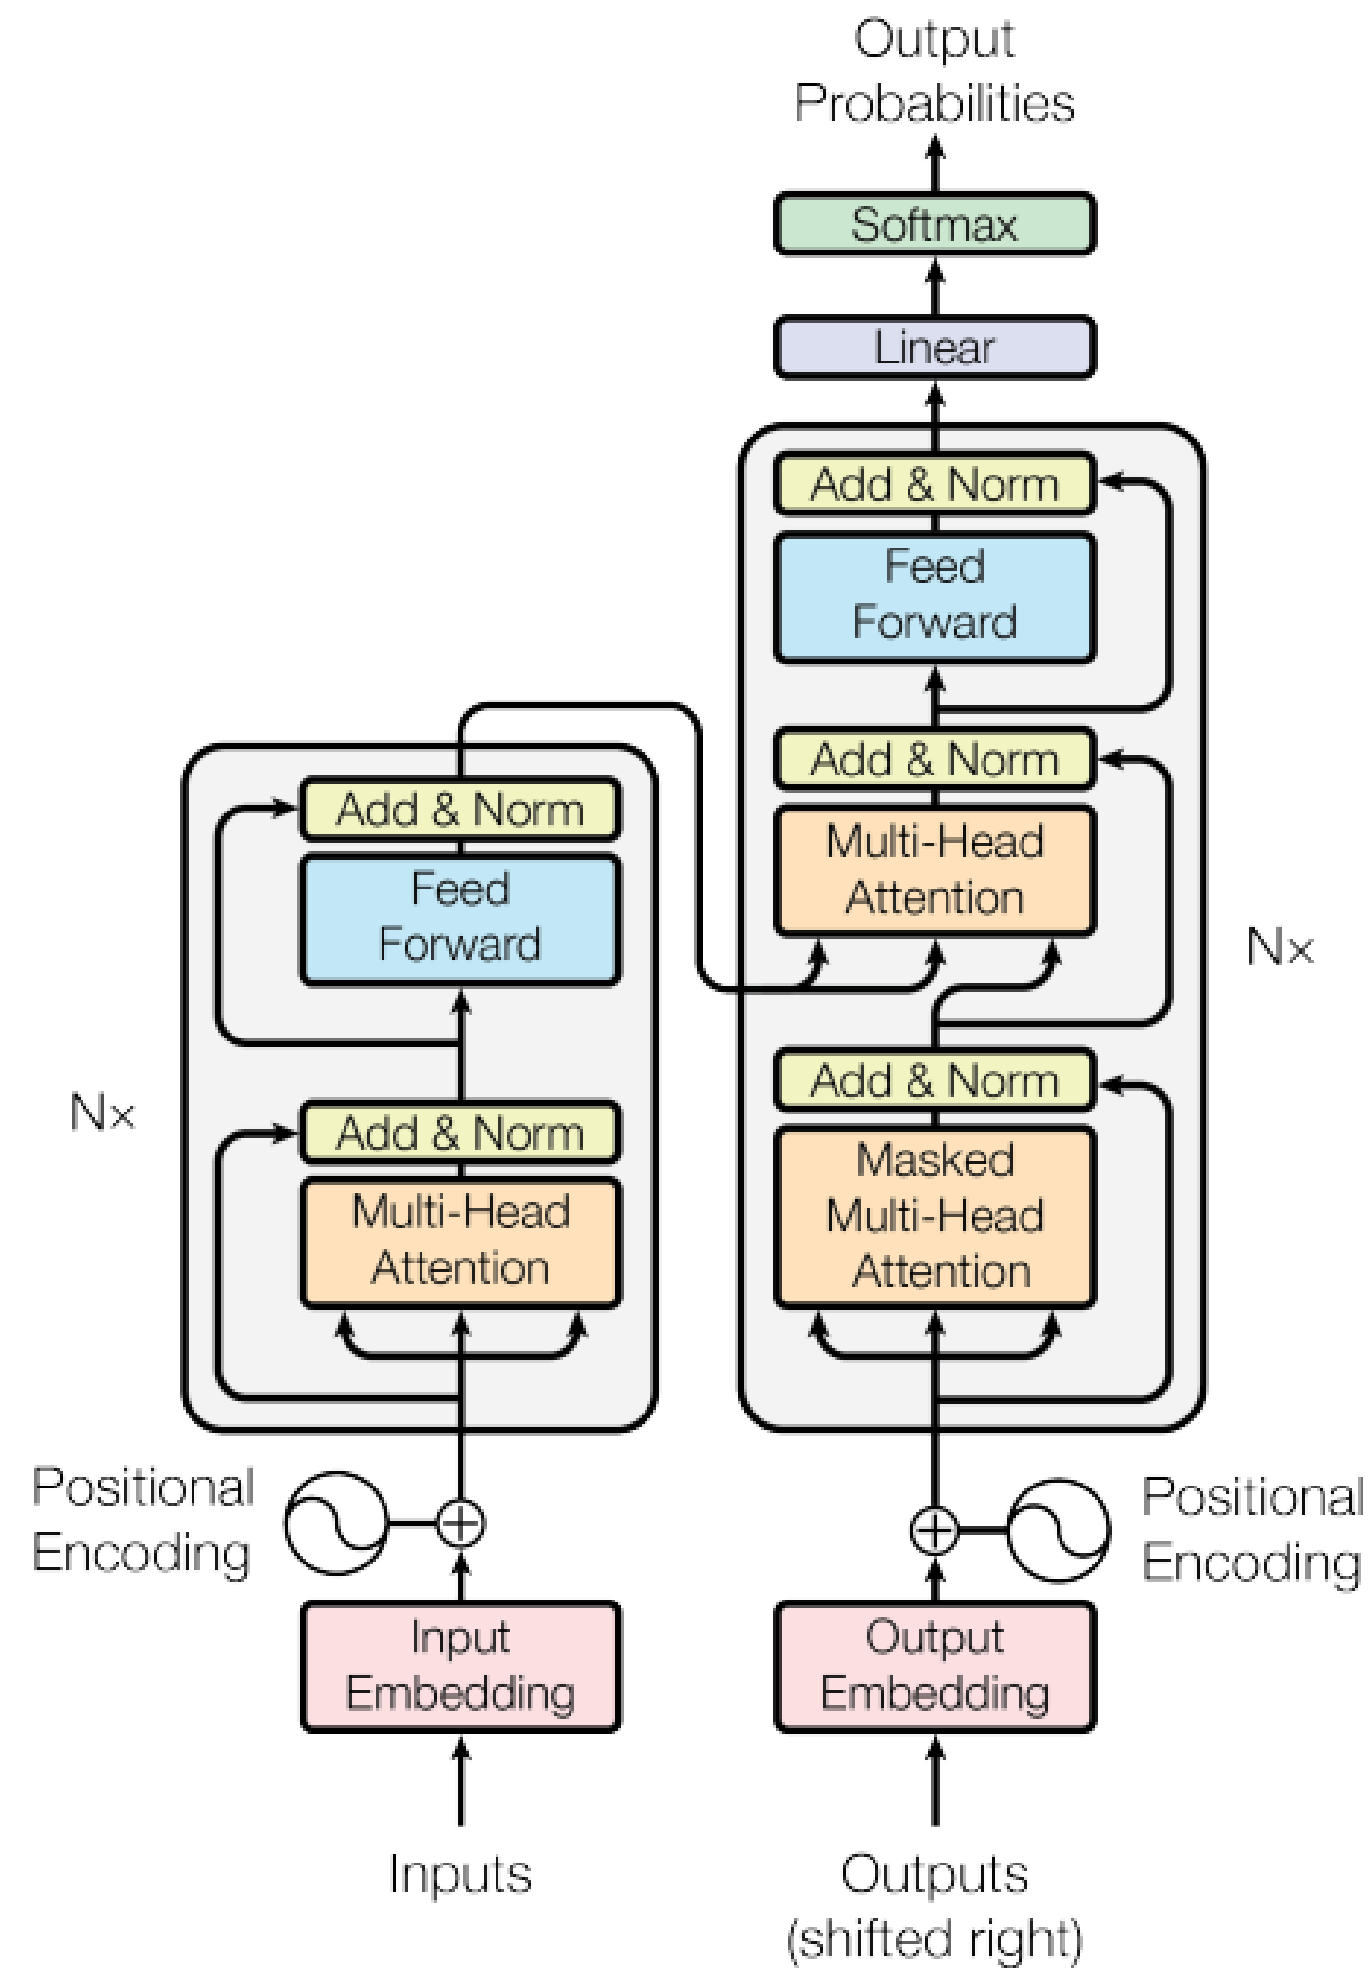 Output
Probabilities
Softmax
Linear
Add & Norm
Feed
Forward
Add & Norm
Multi-Head
Attention
Nx
Add & Norm
Masked
Multi-Head
Attention
Add & Norm
Feed
Forward
Nx
Add & Norm
Multi-Head
Attention
Positional
Encoding
Positional
Encoding
Input
Embedding
Output
Embedding
Inputs
Outputs
(shifted right)